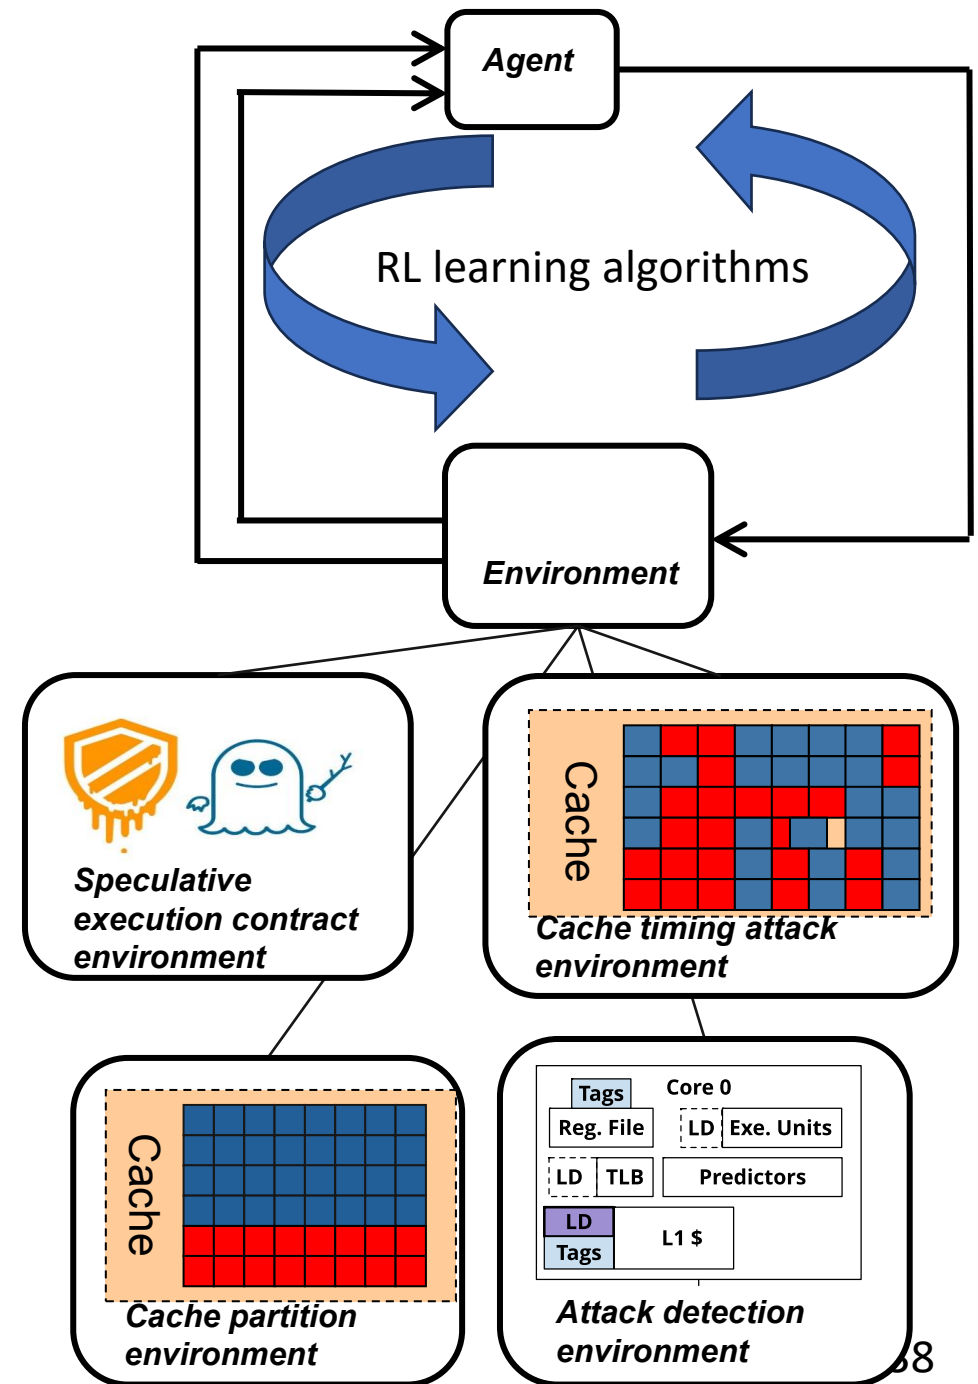 Agent
RL learning algorithms
Environment
Speculative
execution contract
environment
Cache
Cache timing attack
environment
Cache
Cache partition
environment
Tags
Core 0
Reg. File
LD
Exe. Units
LD
TLB
Predictors
LD
Tags
L1 $
Attack detection
environment